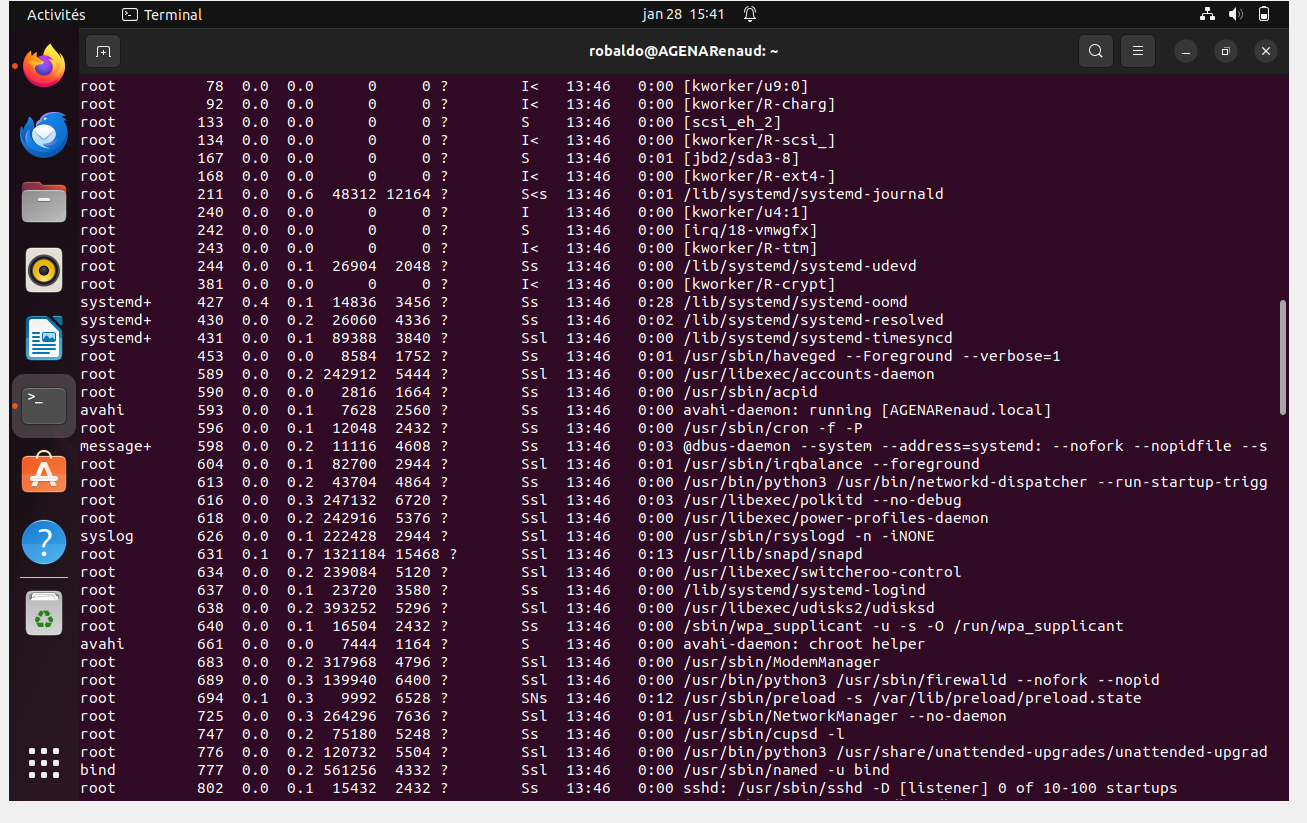 Activités Terminal jan 28 15:41
robaldo@AGENARenaud: ~
root 78 0.0 0.0 0 0 ? I< 13:46 0:00 [kworker/u9:0]
root 92 0.0 0.0 0 0 ? I< 13:46 0:00 [kworker/R-charg]
root 133 0.0 0.0 0 0 ? S 13:46 0:00 [scsi_eh_2]
root 134 0.0 0.0 0 0 ? I< 13:46 0:00 [kworker/R-scsi_]
root 167 0.0 0.0 0 0 ? S 13:46 0:01 [jbd2/sda3-8]
root 168 0.0 0.0 0 0 ? I< 13:46 0:00 [kworker/R-ext4-]
root 211 0.0 0.6 48312 12164 ? S<s 13:46 0:01 /lib/systemd/systemd-journald
root 240 0.0 0.0 0 0 ? I 13:46 0:00 [kworker/u4:1]
root 242 0.0 0.0 0 0 ? S 13:46 0:00 [irq/18-vmwgfx]
root 243 0.0 0.0 0 0 ? I< 13:46 0:00 [kworker/R-ttm]
root 244 0.0 0.1 26904 2048 ? Ss 13:46 0:00 /lib/systemd/systemd-udevd
root 381 0.0 0.0 0 0 ? I< 13:46 0:00 [kworker/R-crypt]
systemd+ 427 0.4 0.1 14836 3456 ? Ss 13:46 0:28 /lib/systemd/systemd-oomd
systemd+ 430 0.0 0.2 26060 4336 ? Ss 13:46 0:02 /lib/systemd/systemd-resolved
systemd+ 431 0.0 0.1 89388 3840 ? Ssl 13:46 0:00 /lib/systemd/systemd-timesyncd
root 453 0.0 0.0 8584 1752 ? Ss 13:46 0:01 /usr/sbin/haveged --Foreground --verbose=1
root 589 0.0 0.2 242912 5444 ? Ssl 13:46 0:00 /usr/libexec/accounts-daemon
root 590 0.0 0.0 2816 1664 ? Ss 13:46 0:00 /usr/sbin/acpid
avahi 593 0.0 0.1 7628 2560 ? Ss 13:46 0:00 avahi-daemon: running [AGENARenaud.local]
root 596 0.0 0.1 12048 2432 ? Ss 13:46 0:00 /usr/sbin/cron -f -P
message+ 598 0.0 0.2 11116 4608 ? Ss 13:46 0:03 @dbus-daemon --system --address=systemd: --nofork --nopidfile --s
root 604 0.0 0.1 82700 2944 ? Ssl 13:46 0:01 /usr/sbin/irqbalance --foreground
root 613 0.0 0.2 43704 4864 ? Ss 13:46 0:00 /usr/bin/python3 /usr/bin/networkd-dispatcher --run-startup-trigg
root 616 0.0 0.3 247132 6720 ? Ssl 13:46 0:03 /usr/libexec/polkitd --no-debug
root 618 0.0 0.2 242916 5376 ? Ssl 13:46 0:00 /usr/libexec/power-profiles-daemon
syslog 626 0.0 0.1 222428 2944 ? Ssl 13:46 0:00 /usr/sbin/rsyslogd -n -iNONE
root 631 0.1 0.7 1321184 15468 ? Ssl 13:46 0:13 /usr/lib/snapd/snapd
root 634 0.0 0.2 239084 5120 ? Ssl 13:46 0:00 /usr/libexec/switcheroo-control
root 637 0.0 0.1 23720 3580 ? Ss 13:46 0:00 /lib/systemd/systemd-logind
root 638 0.0 0.2 393252 5296 ? Ssl 13:46 0:00 /usr/libexec/udisks2/udisksd
root 640 0.0 0.1 16504 2432 ? Ss 13:46 0:00 /sbin/wpa_supplicant -u -s -O /run/wpa_supplicant
avahi 661 0.0 0.0 7444 1164 ? S 13:46 0:00 avahi-daemon: chroot helper
root 683 0.0 0.2 317968 4796 ? Ssl 13:46 0:00 /usr/sbin/ModemManager
root 689 0.0 0.3 139940 6400 ? Ssl 13:46 0:00 /usr/bin/python3 /usr/sbin/firewalld --nofork --nopid
root 694 0.1 0.3 9992 6528 ? SNs 13:46 0:12 /usr/sbin/preload -s /var/lib/preload/preload.state
root 725 0.0 0.3 264296 7636 ? Ssl 13:46 0:01 /usr/sbin/NetworkManager --no-daemon
root 747 0.0 0.2 75180 5248 ? Ss 13:46 0:00 /usr/sbin/cupsd -l
root 776 0.0 0.2 120732 5504 ? Ssl 13:46 0:00 /usr/bin/python3 /usr/share/unattended-upgrades/unattended-upgrad
bind 777 0.0 0.2 561256 4332 ? Ssl 13:46 0:00 /usr/sbin/named -u bind
root 802 0.0 0.1 15432 2432 ? Ss 13:46 0:00 sshd: /usr/sbin/sshd -D [listener] 0 of 10-100 startups